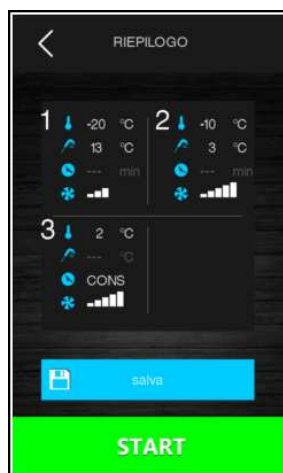 RIEPILOGO
1 -20 °C 2 -10 °C
13 °C 3 °C
--- min --- min
3 2 °C
--- °C
CONS
salva
START